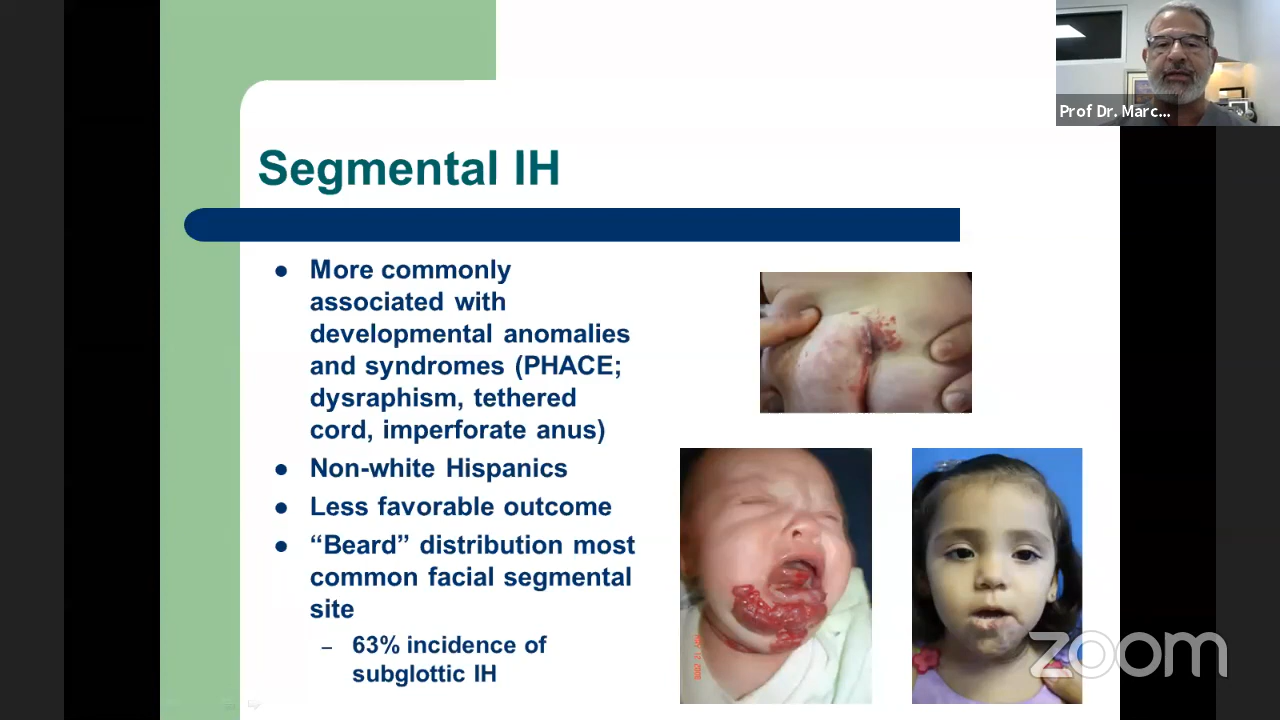 Prof Dr. Marc...
Segmental IH
● More commonly
associated with
developmental anomalies
and syndromes (PHACE;
dysraphism, tethered
cord, imperforate anus)
● Non-white Hispanics
● Less favorable outcome
● “Beard” distribution most
common facial segmental
site
– 63% incidence of
subglottic IH
zoom